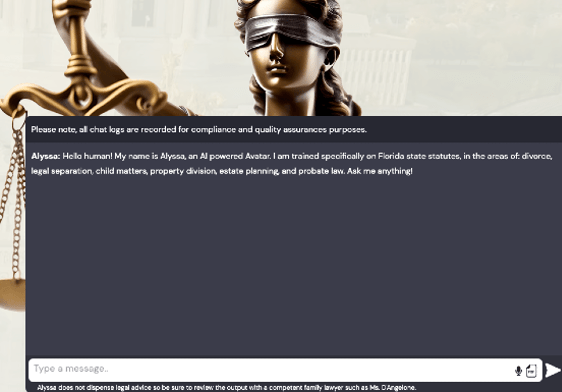 Please note, all chat logs are recorded for compliance and quality assurances purposes.
Alyssa: Hello human! My name is Alyssa, an AI powered Avatar. I am trained specifically on Florida state statutes, in the areas of: divorce,
legal separation, child matters, property division, estate planning, and probate law. Ask me anything!
Type a message..
Alyssa does not dispense legal advice so be sure to review the output with a competent family lawyer such as Ms. D'Angelone.